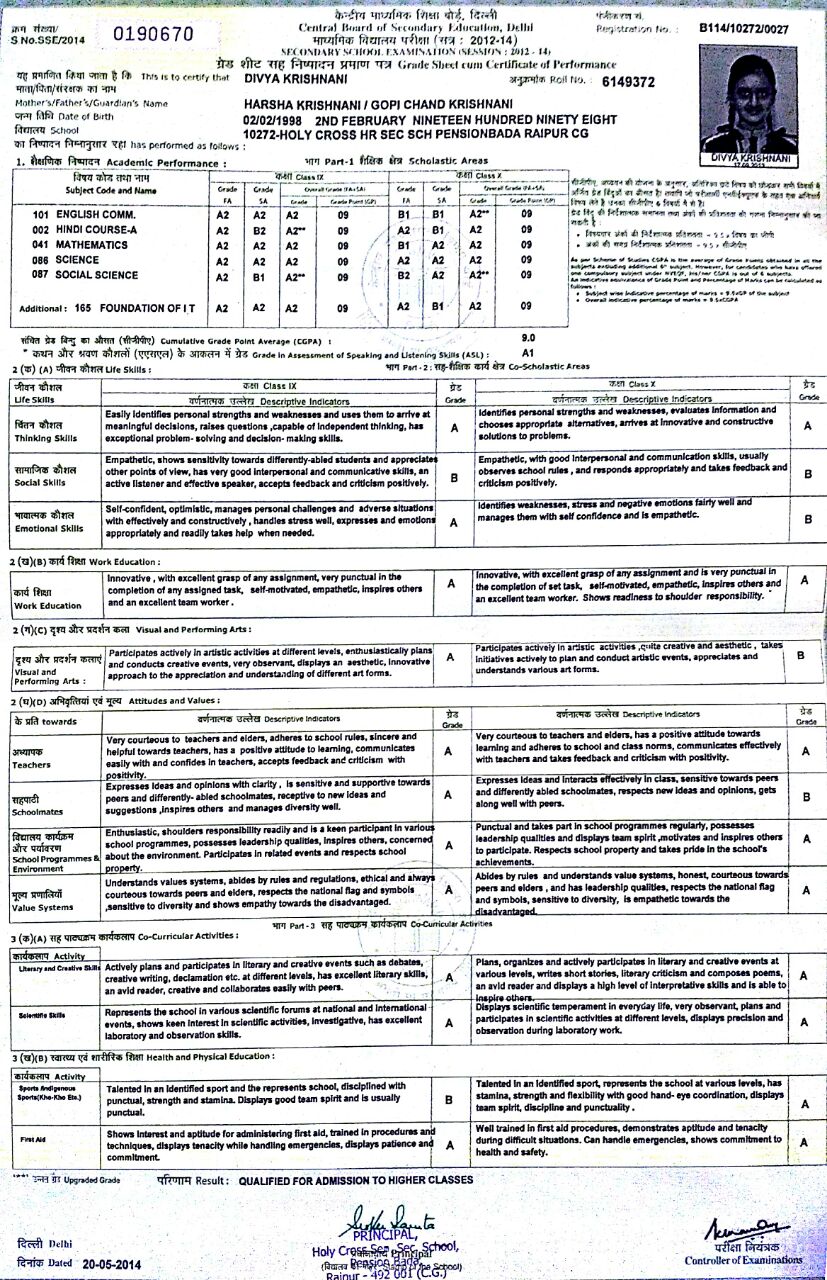 केन्द्रीय माध्यमिक शिक्षा बोर्ड, दिल्ली
Central Board of Secondary Education, Delhi
माध्यमिक विद्यालय परीक्षा (सत्र : 2012-14)
SECONDARY SCHOOL EXAMINATION (SESSION : 2012 - 14)
ग्रेड शीट सह निष्पादन प्रमाण पत्र Grade Sheet cum Certificate of Performance
क्रम संख्या/
S No.SSE/2014 0190670
पंजीकरण सं.
Registration No. : B114/10272/0027
यह प्रमाणित किया जाता है कि This is to certify that DIVYA KRISHNANI अनुक्रमांक Roll No. : 6149372
माता/पिता/संरक्षक का नाम
Mother's/Father's/Guardian's Name HARSHA KRISHNANI / GOPI CHAND KRISHNANI
जन्म तिथि Date of Birth 02/02/1998 2ND FEBRUARY NINETEEN HUNDRED NINETY EIGHT
विद्यालय School 10272-HOLY CROSS HR SEC SCH PENSIONBADA RAIPUR CG
का निष्पादन निम्नानुसार रहा has performed as follows :
DIVYA KRISHNANI
1. शैक्षणिक निष्पादन Academic Performance : भाग Part-1 शैक्षिक क्षेत्र Scholastic Areas
विषय कोड तथा नाम कक्षा Class IX कक्षा Class X
Subject Code and Name Grade FA Grade SA Overall Grade (FA+SA) Grade Grade Point (GP) Grade FA Grade SA Overall Grade (FA+SA) Grade Grade Point (GP)
101 ENGLISH COMM. A2 A2 A2 09 B1 B1 A2** 09
002 HINDI COURSE-A A2 B2 A2** 09 A2 B1 A2 09
041 MATHEMATICS A2 A2 A2 09 B1 A2 A2 09
086 SCIENCE A2 A2 A2 09 A2 A2 A2 09
087 SOCIAL SCIENCE A2 B1 A2** 09 B2 A2 A2** 09
Additional : 165 FOUNDATION OF I T A2 A2 A2 09 A2 B1 A2 09
As per Scheme of Studies CGPA is the average of Grade Points obtained in all the
subjects excluding additional 6th subject. However, for candidates who have offered
one compulsory subject under NVEQF, his/her CGPA is out of 6 subjects.
An indicative equivalence of Grade Point and Percentage of Marks can be calculated as
follows :
• Subject wise indicative percentage of marks = 9.5xGP of the subject
• Overall indicative percentage of marks = 9.5xCGPA
संचित ग्रेड बिन्दु का औसत (सीजीपीए) Cumulative Grade Point Average (CGPA) : 9.0
* कथन और श्रवण कौशलों (एएसएल) के आकलन में ग्रेड Grade in Assessment of Speaking and Listening Skills (ASL) : A1
भाग Part-2 : सह-शैक्षिक कार्य क्षेत्र Co-Scholastic Areas
2 (क) (A) जीवन कौशल Life Skills :
जीवन कौशल कक्षा Class IX ग्रेड कक्षा Class X ग्रेड
Life Skills वर्णनात्मक उल्लेख Descriptive Indicators Grade वर्णनात्मक उल्लेख Descriptive Indicators Grade
चिंतन कौशल
Thinking Skills
Easily identifies personal strengths and weaknesses and uses them to arrive at
meaningful decisions, raises questions ,capable of independent thinking, has
exceptional problem- solving and decision- making skills.
A
Identifies personal strengths and weaknesses, evaluates information and
chooses appropriate alternatives, arrives at innovative and constructive
solutions to problems.
A
सामाजिक कौशल
Social Skills
Empathetic, shows sensitivity towards differently-abled students and appreciates
other points of view, has very good interpersonal and communicative skills, an
active listener and effective speaker, accepts feedback and criticism positively.
B
Empathetic, with good interpersonal and communication skills, usually
observes school rules , and responds appropriately and takes feedback and
criticism positively.
B
भावात्मक कौशल
Emotional Skills
Self-confident, optimistic, manages personal challenges and adverse situations
with effectively and constructively , handles stress well, expresses and emotions
appropriately and readily takes help when needed.
A
Identifies weaknesses, stress and negative emotions fairly well and
manages them with self confidence and is empathetic.
B
2 (ख)(B) कार्य शिक्षा Work Education :
कार्य शिक्षा
Work Education
Innovative , with excellent grasp of any assignment, very punctual in the
completion of any assigned task, self-motivated, empathetic, inspires others
and an excellent team worker .
A
Innovative, with excellent grasp of any assignment and is very punctual in
the completion of set task, self-motivated, empathetic, inspires others and
an excellent team worker. Shows readiness to shoulder responsibility.
A
2 (ग)(C) दृश्य और प्रदर्शन कला Visual and Performing Arts :
दृश्य और प्रदर्शन कलाएं
Visual and
Performing Arts :
Participates actively in artistic activities at different levels, enthusiastically plans
and conducts creative events, very observant, displays an aesthetic, innovative
approach to the appreciation and understanding of different art forms.
A
Participates actively in artistic activities ,quite creative and aesthetic , takes
initiatives actively to plan and conduct artistic events, appreciates and
understands various art forms.
B
2 (घ)(D) अभिवृत्तियां एवं मूल्य Attitudes and Values :
के प्रति towards वर्णनात्मक उल्लेख Descriptive Indicators ग्रेड Grade वर्णनात्मक उल्लेख Descriptive Indicators ग्रेड Grade
अध्यापक
Teachers
Very courteous to teachers and elders, adheres to school rules, sincere and
helpful towards teachers, has a positive attitude to learning, communicates
easily with and confides in teachers, accepts feedback and criticism with
positivity.
A
Very courteous to teachers and elders, has a positive attitude towards
learning and adheres to school and class norms, communicates effectively
with teachers and takes feedback and criticism with positivity.
A
सहपाठी
Schoolmates
Expresses ideas and opinions with clarity , is sensitive and supportive towards
peers and differently- abled schoolmates, receptive to new ideas and
suggestions ,inspires others and manages diversity well.
A
Expresses ideas and interacts effectively in class, sensitive towards peers
and differently abled schoolmates, respects new ideas and opinions, gets
along well with peers.
B
विद्यालय कार्यक्रम
और पर्यावरण
School Programmes &
Environment
Enthusiastic, shoulders responsibility readily and is a keen participant in various
school programmes, possesses leadership qualities, inspires others, concerned
about the environment. Participates in related events and respects school
property.
A
Punctual and takes part in school programmes regularly, possesses
leadership qualities and displays team spirit ,motivates and inspires others
to participate. Respects school property and takes pride in the school's
achievements.
A
मूल्य प्रणालियाँ
Value Systems
Understands values systems, abides by rules and regulations, ethical and always
courteous towards peers and elders, respects the national flag and symbols
,sensitive to diversity and shows empathy towards the disadvantaged.
A
Abides by rules and understands value systems, honest, courteous towards
peers and elders , and has leadership qualities, respects the national flag
and symbols, sensitive to diversity, is empathetic towards the
disadvantaged.
A
भाग Part-3 सह पाठ्यक्रम कार्यकलाप Co-Curricular Activities
3 (क)(A) सह पाठ्यक्रम कार्यकलाप Co-Curricular Activities :
कार्यकलाप Activity
Literary and Creative Skills
Actively plans and participates in literary and creative events such as debates,
creative writing, declamation etc. at different levels, has excellent literary skills,
an avid reader, creative and collaborates easily with peers.
A
Plans, organizes and actively participates in literary and creative events at
various levels, writes short stories, literary criticism and composes poems,
an avid reader and displays a high level of interpretative skills and is able to
inspire others.
A
Scientific Skills
Represents the school in various scientific forums at national and international
events, shows keen interest in scientific activities, investigative, has excellent
laboratory and observation skills.
A
Displays scientific temperament in everyday life, very observant, plans and
participates in scientific activities at different levels, displays precision and
observation during laboratory work.
A
3 (ख)(B) स्वास्थ्य एवं शारीरिक शिक्षा Health and Physical Education :
कार्यकलाप Activity
Sports /Indigenous
Sports(Kho-Kho Etc.)
Talented in an identified sport and the represents school, disciplined with
punctual, strength and stamina. Displays good team spirit and is usually
punctual.
B
Talented in an identified sport, represents the school at various levels, has
stamina, strength and flexibility with good hand- eye coordination, displays
team spirit, discipline and punctuality .
A
First Aid
Shows interest and aptitude for administering first aid, trained in procedures and
techniques, displays tenacity while handling emergencies, displays patience and
commitment.
A
Well trained in first aid procedures, demonstrates aptitude and tenacity
during difficult situations. Can handle emergencies, shows commitment to
health and safety.
A
उन्नत ग्रेड Upgraded Grade परिणाम Result : QUALIFIED FOR ADMISSION TO HIGHER CLASSES
दिल्ली Delhi
दिनांक Dated 20-05-2014
PRINCIPAL,
Holy Cross Sen. Sec. School,
Pension Bada,
Raipur - 492 001 (C.G.)
परीक्षा नियंत्रक
Controller of Examinations